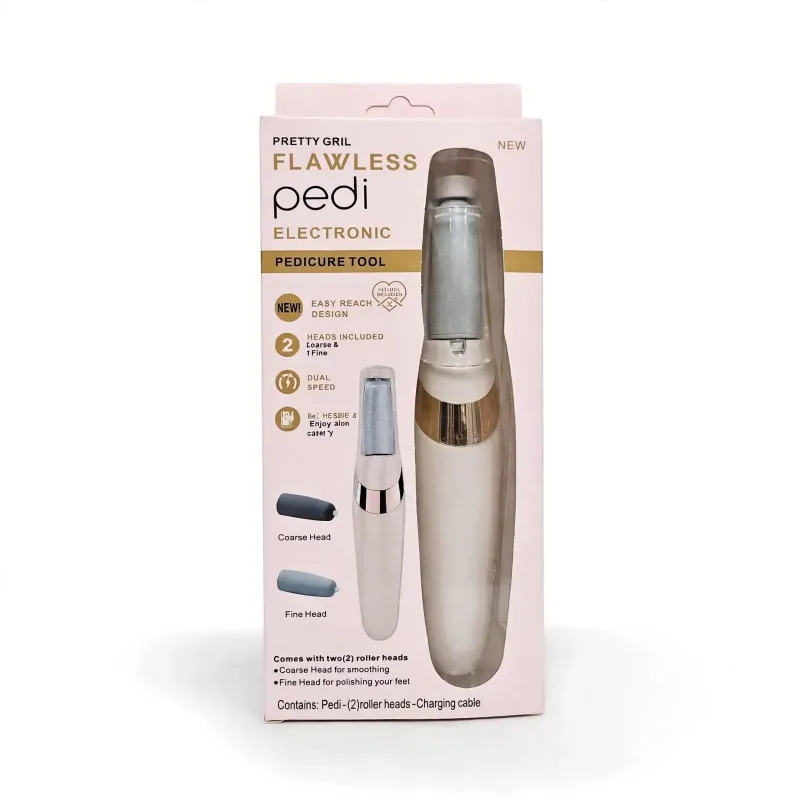 PRETTY GRIL
NEW
FLAWLESS
pedi
ELECTRONIC
PEDICURE TOOL
NEW!
EASY REACH
DESIGN
2
HEADS INCLUDED
1 Fine
DUAL
SPEED
Enjoy
Coarse Head
Fine Head
Comes with two(2) roller heads
•Coarse Head for smoothing
•Fine Head for polishing your feet
Contains: Pedi-(2)roller heads-Charging cable